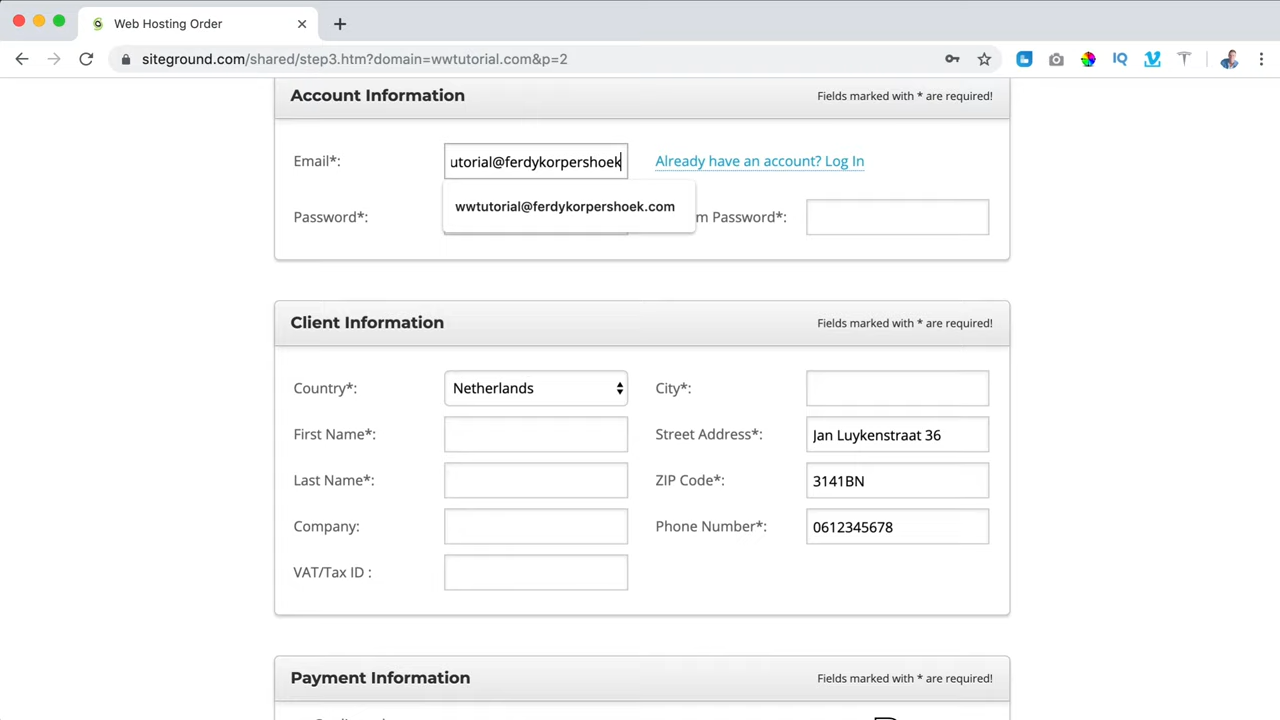 Web Hosting Order
siteground.com/shared/step3.htm?domain=wwtutorial.com&p=2
IQ
Account Information
Fields marked with * are required!
Email*:
utorial@ferdykorpershoek
Already have an account? Log In
wwtutorial@ferdykorpershoek.com
Password*:
m Password*:
Client Information
Fields marked with * are required!
Country*:
Netherlands
City*:
First Name*:
Street Address*:
Jan Luykenstraat 36
Last Name*:
ZIP Code*:
3141BN
Company:
Phone Number*:
0612345678
VAT/Tax ID :
Payment Information
Fields marked with * are required!